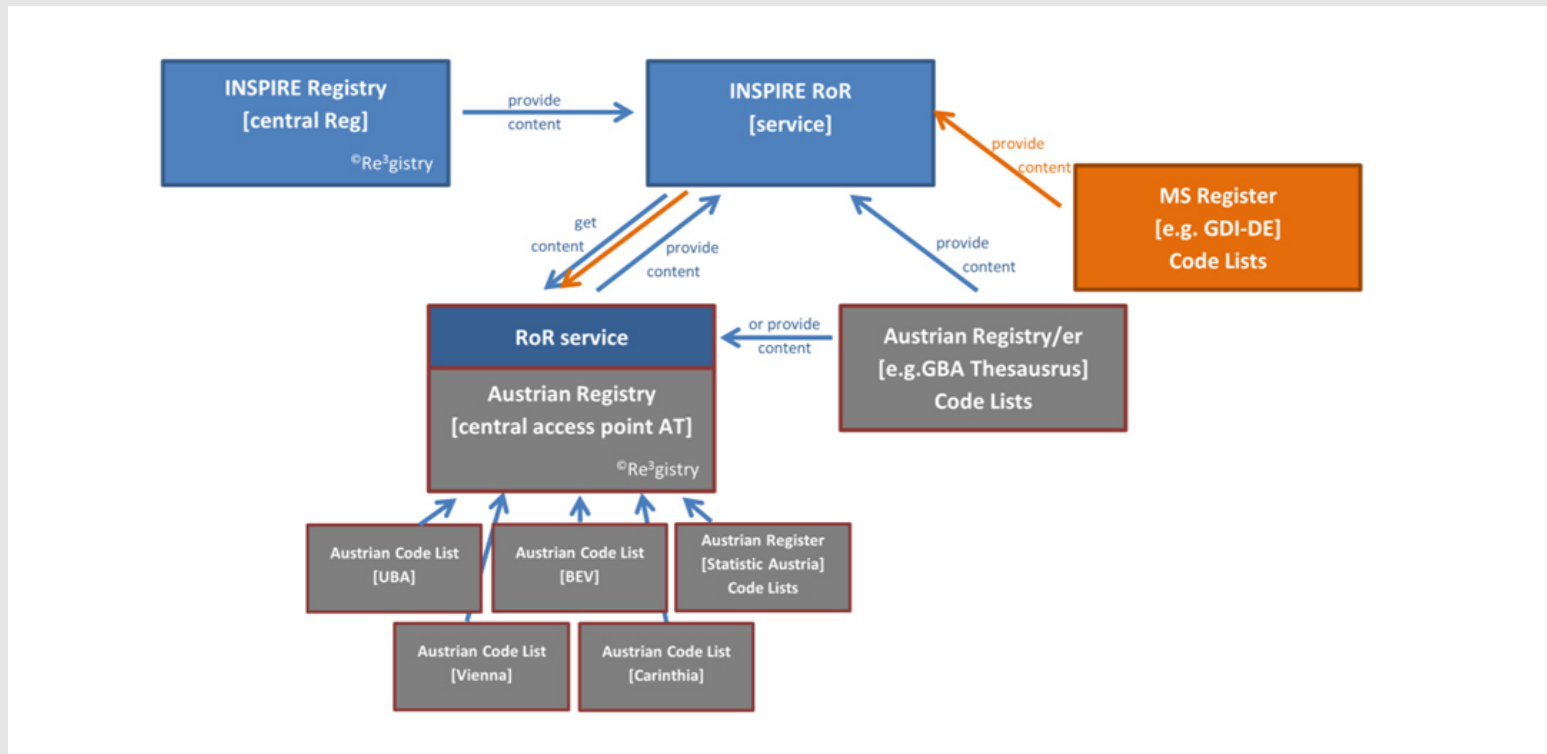 INSPIRE Registry
[central Reg]
©Re³gistry
provide
content
INSPIRE RoR
[service]
provide
content
MS Register
[e.g. GDI-DE]
Code Lists
get
content
provide
content
provide
content
RoR service
Austrian Registry
[central access point AT]
©Re³gistry
or provide
content
Austrian Registry/er
[e.g.GBA Thesausrus]
Code Lists
Austrian Code List
[UBA]
Austrian Code List
[BEV]
Austrian Register
[Statistic Austria]
Code Lists
Austrian Code List
[Vienna]
Austrian Code List
[Carinthia]